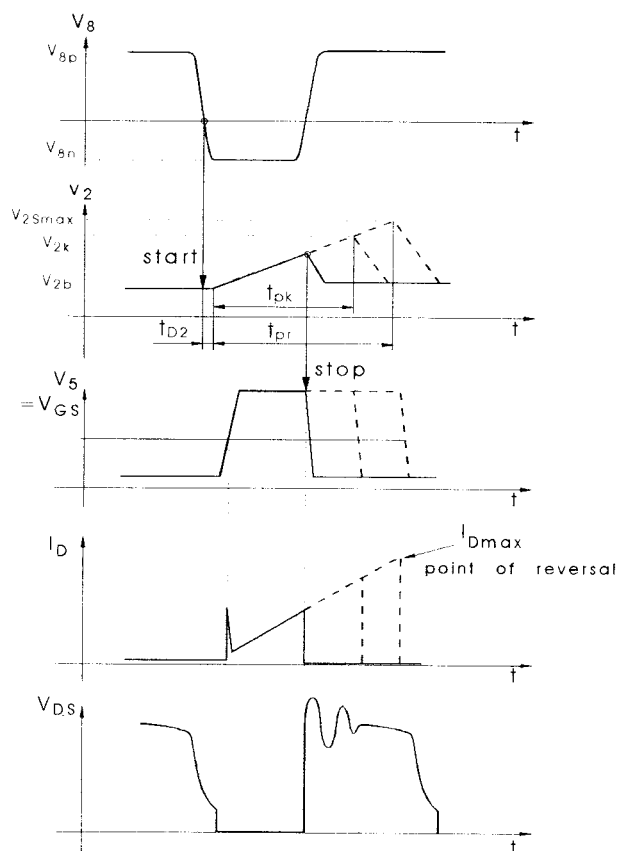 V8
V8p
V8n
t
V2
V2Smax
V2k
V2b
start
tpk
tD2
tpr
t
stop
V5
=VGS
t
ID
IDmax
point of reversal
t
VDS
t